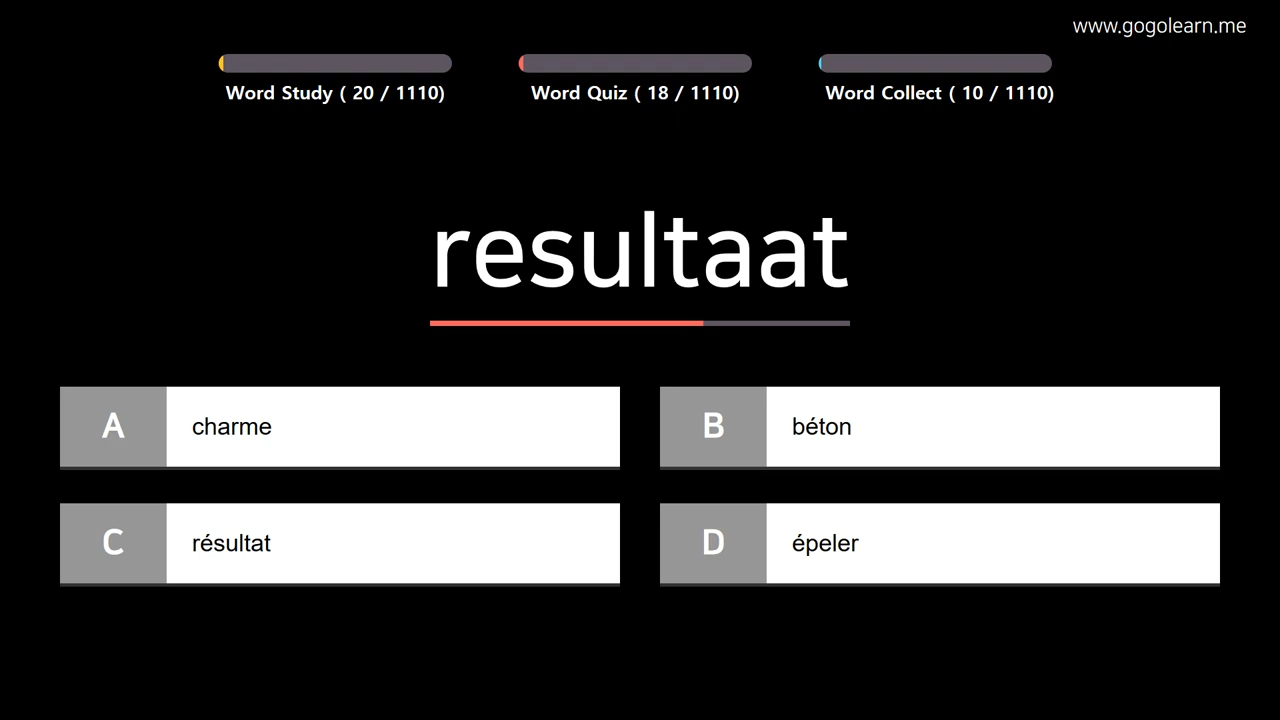 www.gogolearn.me
Word Study ( 20 / 1110)
Word Quiz ( 18 / 1110)
Word Collect ( 10 / 1110)
resultaat
A charme
B béton
C résultat
D épeler